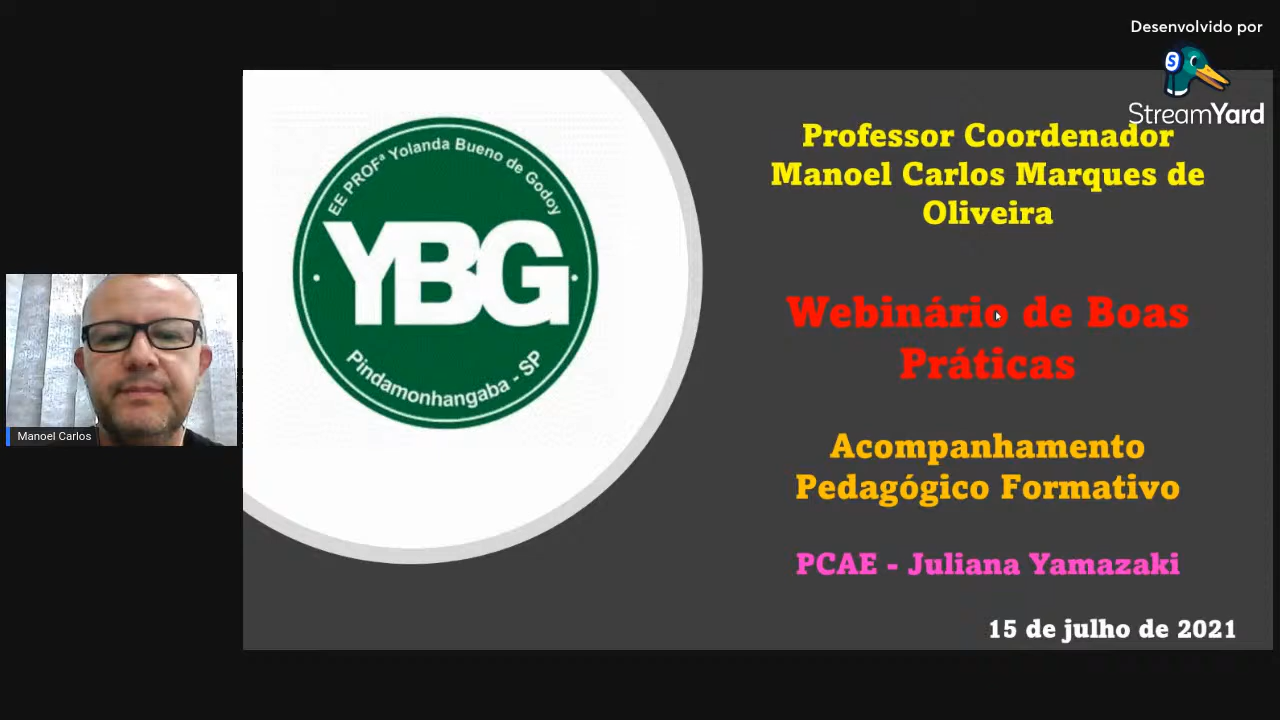 Desenvolvido por
StreamYard
EE PROFª Yolanda Bueno de Godoy
YBG
Pindamonhangaba - SP
Professor Coordenador
Manoel Carlos Marques de
Oliveira
Webinário de Boas
Práticas
Acompanhamento
Pedagógico Formativo
PCAE - Juliana Yamazaki
15 de julho de 2021
Manoel Carlos